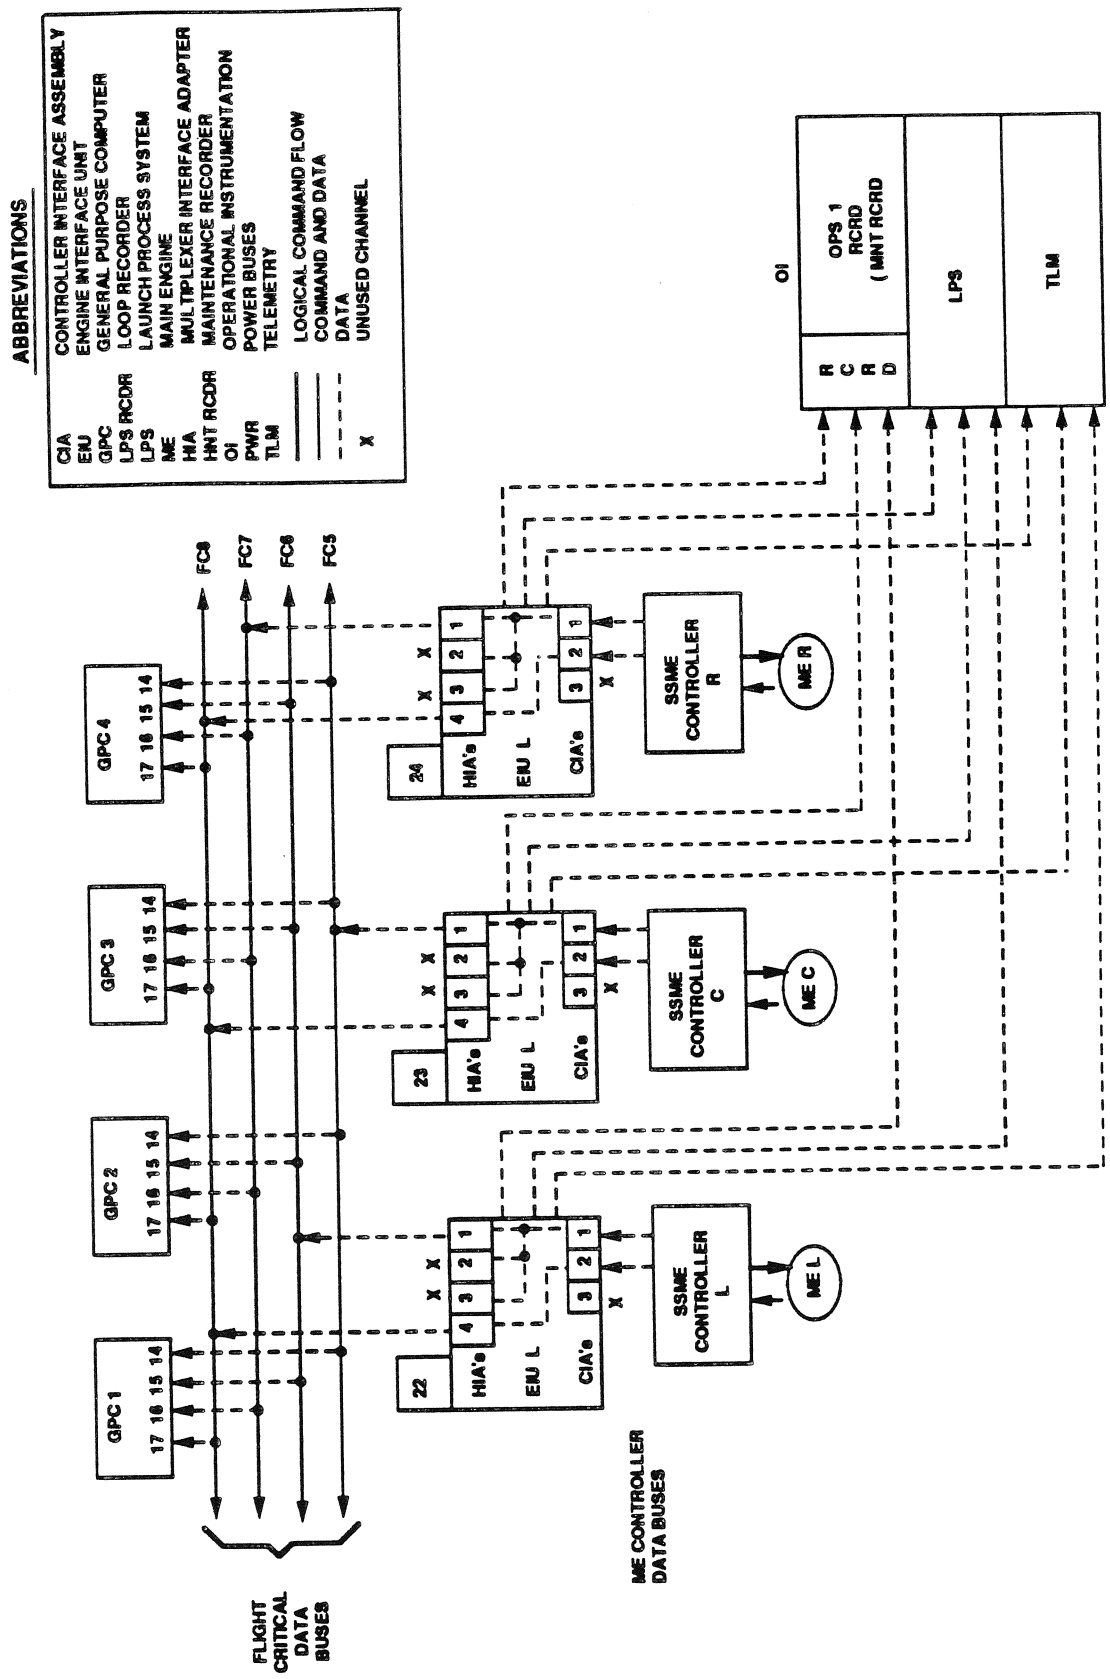 ABBREVIATIONS
CIA CONTROLLER INTERFACE ASSEMBLY
EIU ENGINE INTERFACE UNIT
GPC GENERAL PURPOSE COMPUTER
LPS RCDR LOOP RECORDER
LPS LAUNCH PROCESS SYSTEM
ME MAIN ENGINE
HIA MULTIPLEXER INTERFACE ADAPTER
HNT RCDR MAINTENANCE RECORDER
OI OPERATIONAL INSTRUMENTATION
PWR POWER BUSES
TLM TELEMETRY
LOGICAL COMMAND FLOW
COMMAND AND DATA
DATA
X UNUSED CHANNEL
GPC 1
17 16 15 14
GPC 2
17 16 15 14
GPC 3
17 16 15 14
GPC 4
17 16 15 14
FC8
FC7
FC6
FC5
FLIGHT
CRITICAL
DATA
BUSES
22
X X
HIA's 4 3 2 1
EIU L
CIA's 3 2 1
X
SSME
CONTROLLER
L
ME L
23
X X
HIA's 4 3 2 1
EIU L
CIA's 3 2 1
X
SSME
CONTROLLER
C
ME C
24
X X
HIA's 4 3 2 1
EIU L
CIA's 3 2 1
X
SSME
CONTROLLER
R
ME R
ME CONTROLLER
DATA BUSES
OI
R
C
R
D
OPS 1
RCRD
( MNT RCRD
LPS
TLM